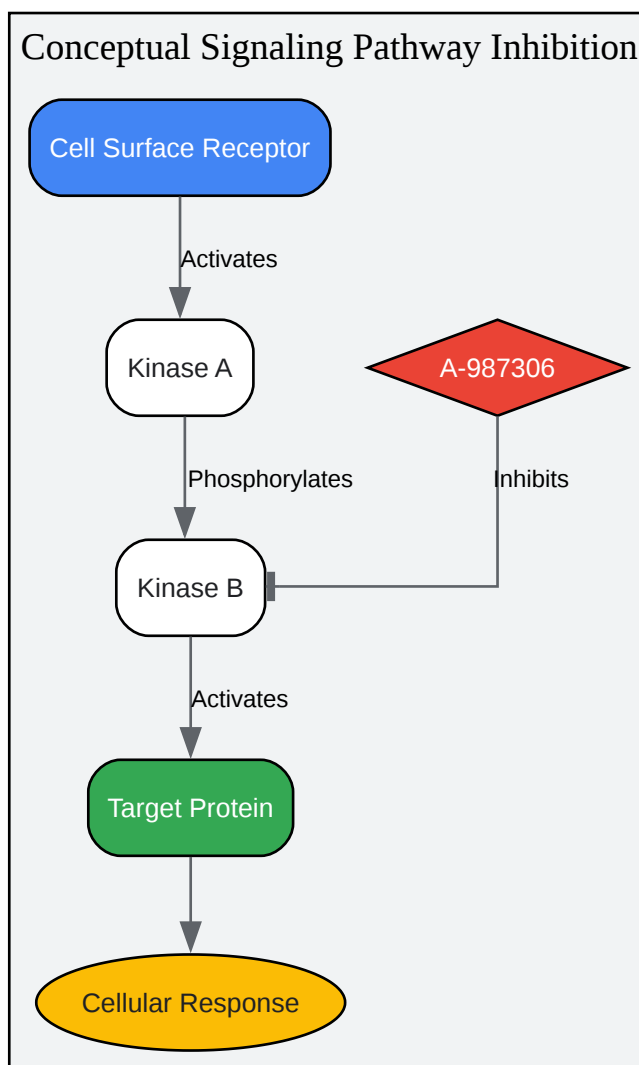 Conceptual Signaling Pathway Inhibition
Cell Surface Receptor
Activates
Kinase A
A-987306
Phosphorylates
Inhibits
Kinase B
Activates
Target Protein
Cellular Response